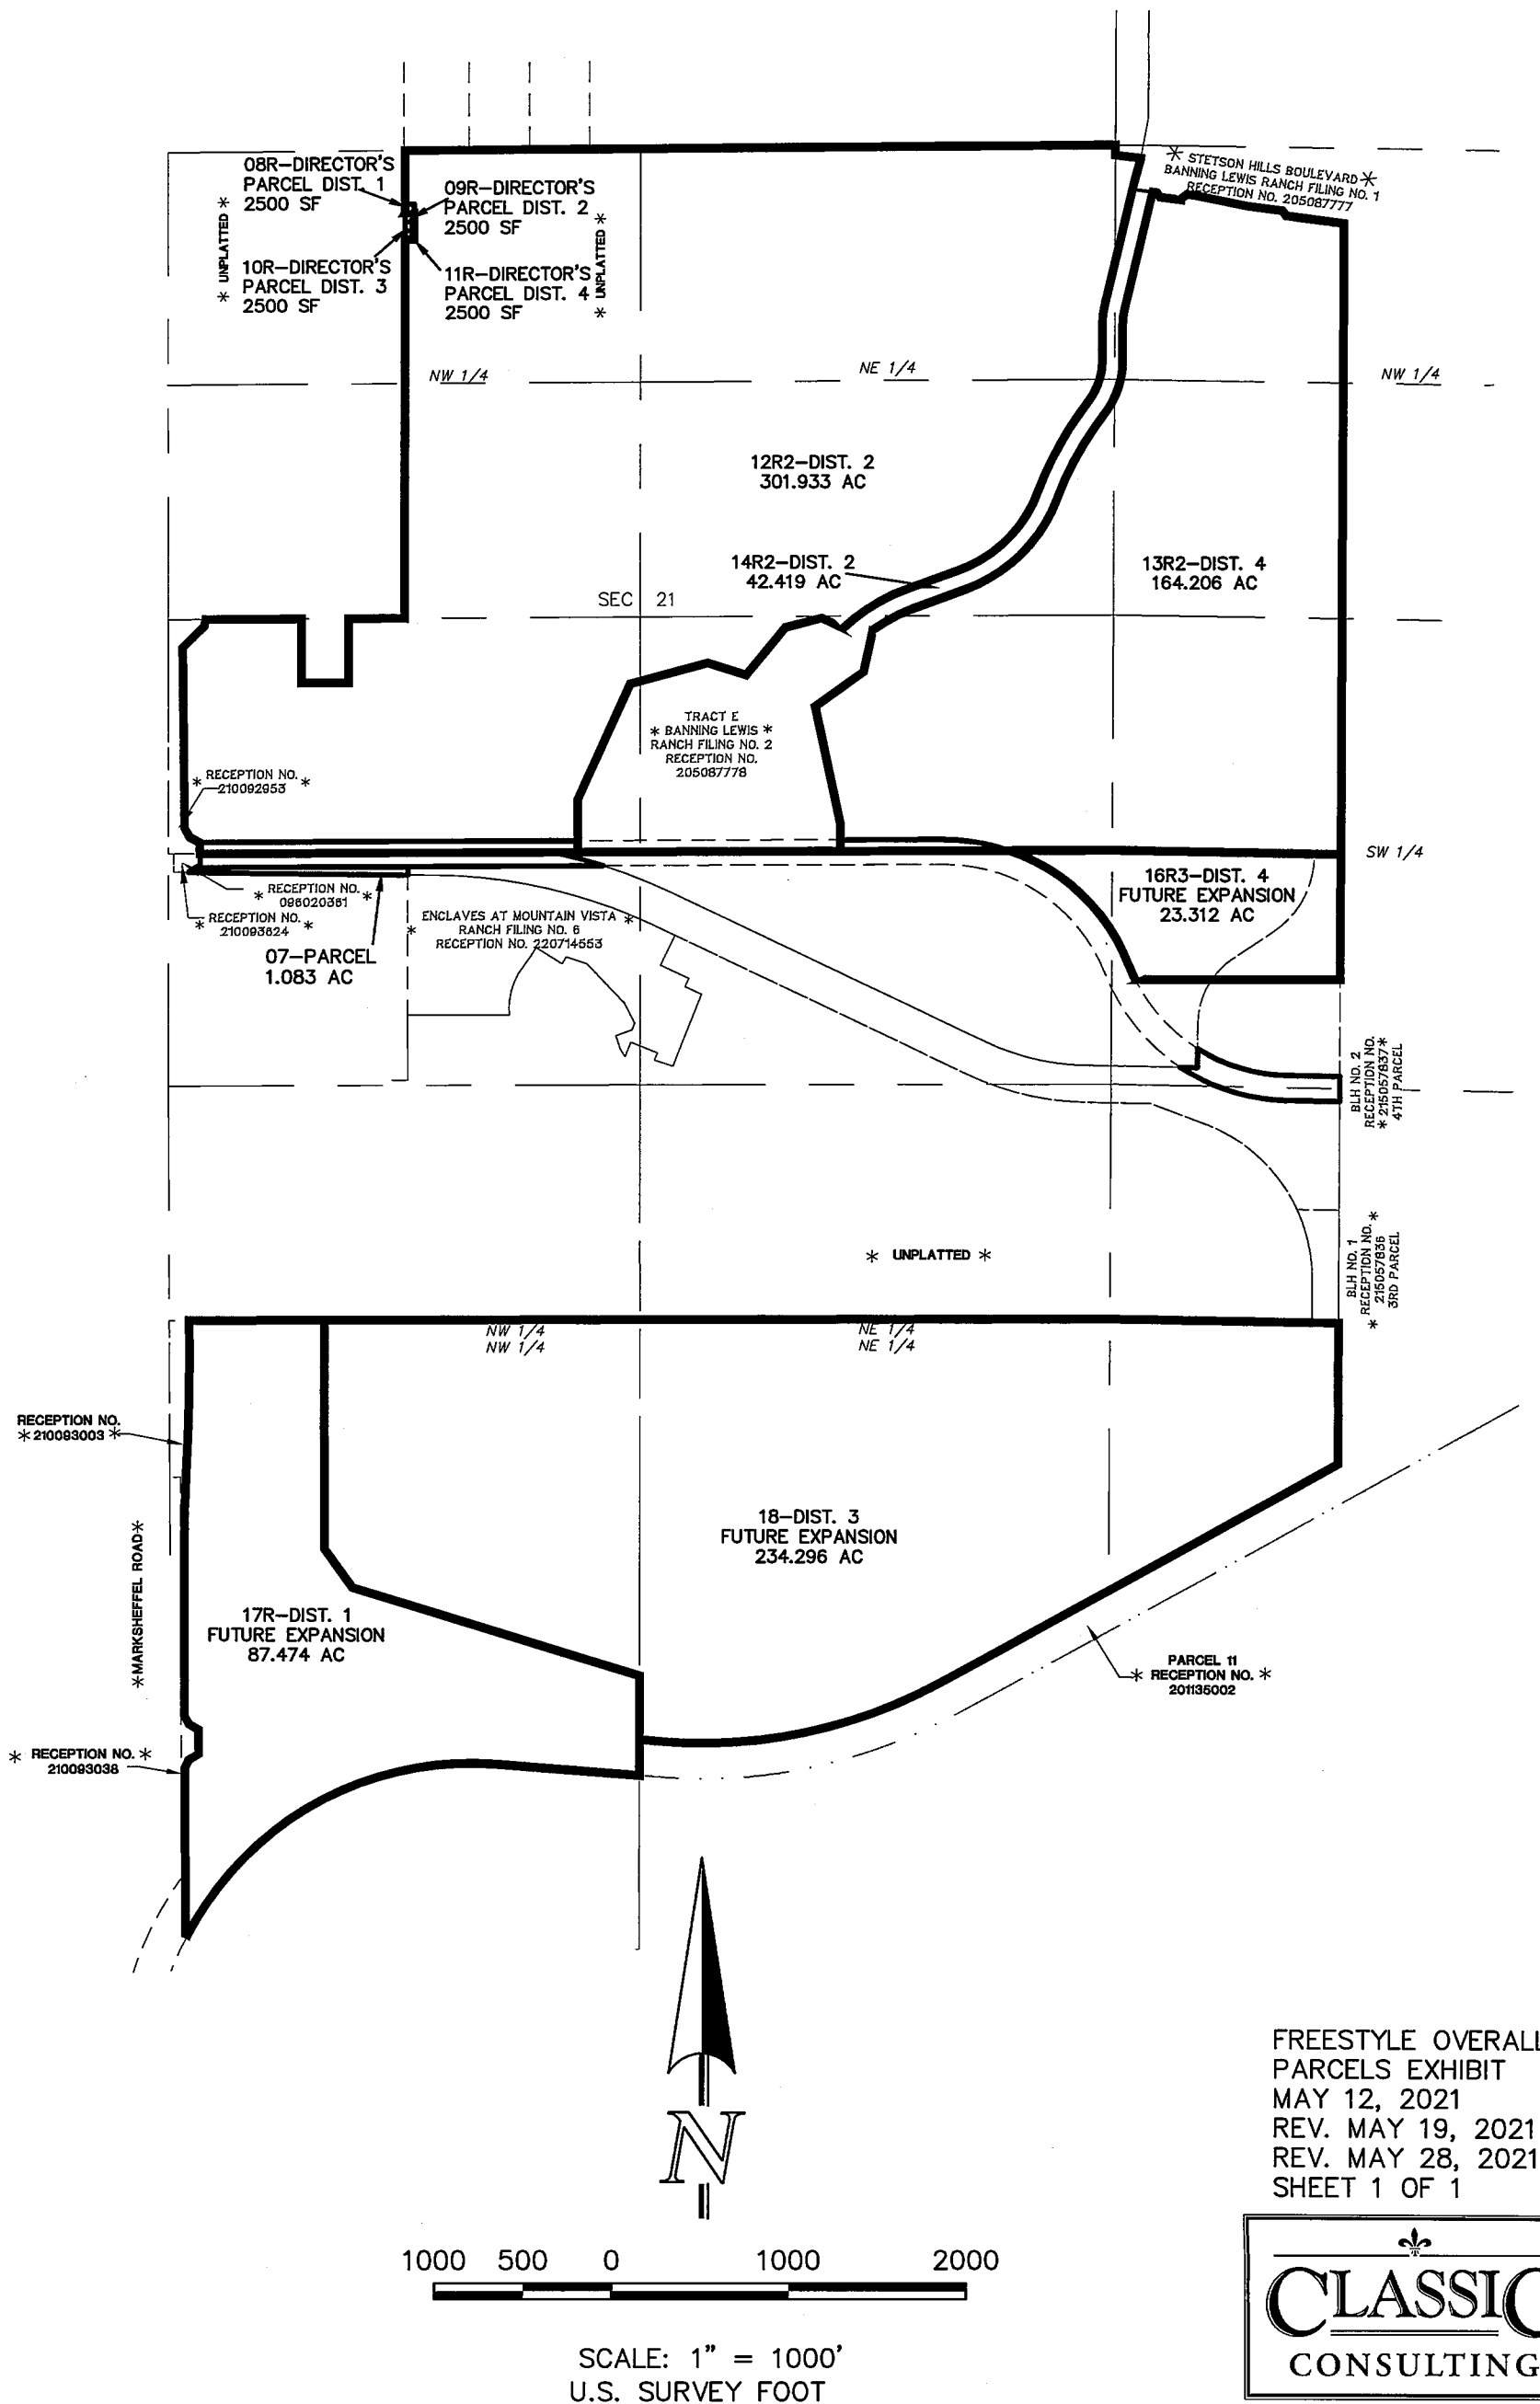 08R-DIRECTOR'S
PARCEL DIST. 1
2500 SF
09R-DIRECTOR'S
PARCEL DIST. 2
2500 SF
* UNPLATTED *
* UNPLATTED *
10R-DIRECTOR'S
PARCEL DIST. 3
2500 SF
11R-DIRECTOR'S
PARCEL DIST. 4
2500 SF
* STETSON HILLS BOULEVARD *
BANNING LEWIS RANCH FILING NO. 1
RECEPTION NO. 205087777
NW 1/4
NE 1/4
NW 1/4
12R2-DIST. 2
301.933 AC
14R2-DIST. 2
42.419 AC
13R2-DIST. 4
164.206 AC
SEC 21
TRACT E
* BANNING LEWIS *
RANCH FILING NO. 2
RECEPTION NO.
205087778
* RECEPTION NO. *
210092953
SW 1/4
16R3-DIST. 4
FUTURE EXPANSION
23.312 AC
* RECEPTION NO. *
096020361
* RECEPTION NO. *
210093624
07-PARCEL
1.083 AC
* ENCLAVES AT MOUNTAIN VISTA *
RANCH FILING NO. 6
RECEPTION NO. 220714553
BLH NO. 2
RECEPTION NO.
* 215057837 *
4TH PARCEL
* UNPLATTED *
BLH NO. 1
* RECEPTION NO. *
215057836
3RD PARCEL
NW 1/4
NW 1/4
NE 1/4
NE 1/4
RECEPTION NO.
* 210093003 *
*MARKSHEFFEL ROAD*
18-DIST. 3
FUTURE EXPANSION
234.296 AC
17R-DIST. 1
FUTURE EXPANSION
87.474 AC
PARCEL 11
* RECEPTION NO. *
201135002
* RECEPTION NO. *
210093038
N
FREESTYLE OVERALL
PARCELS EXHIBIT
MAY 12, 2021
REV. MAY 19, 2021
REV. MAY 28, 2021
SHEET 1 OF 1
1000 500 0 1000 2000
SCALE: 1" = 1000'
U.S. SURVEY FOOT
CLASSIC
CONSULTING